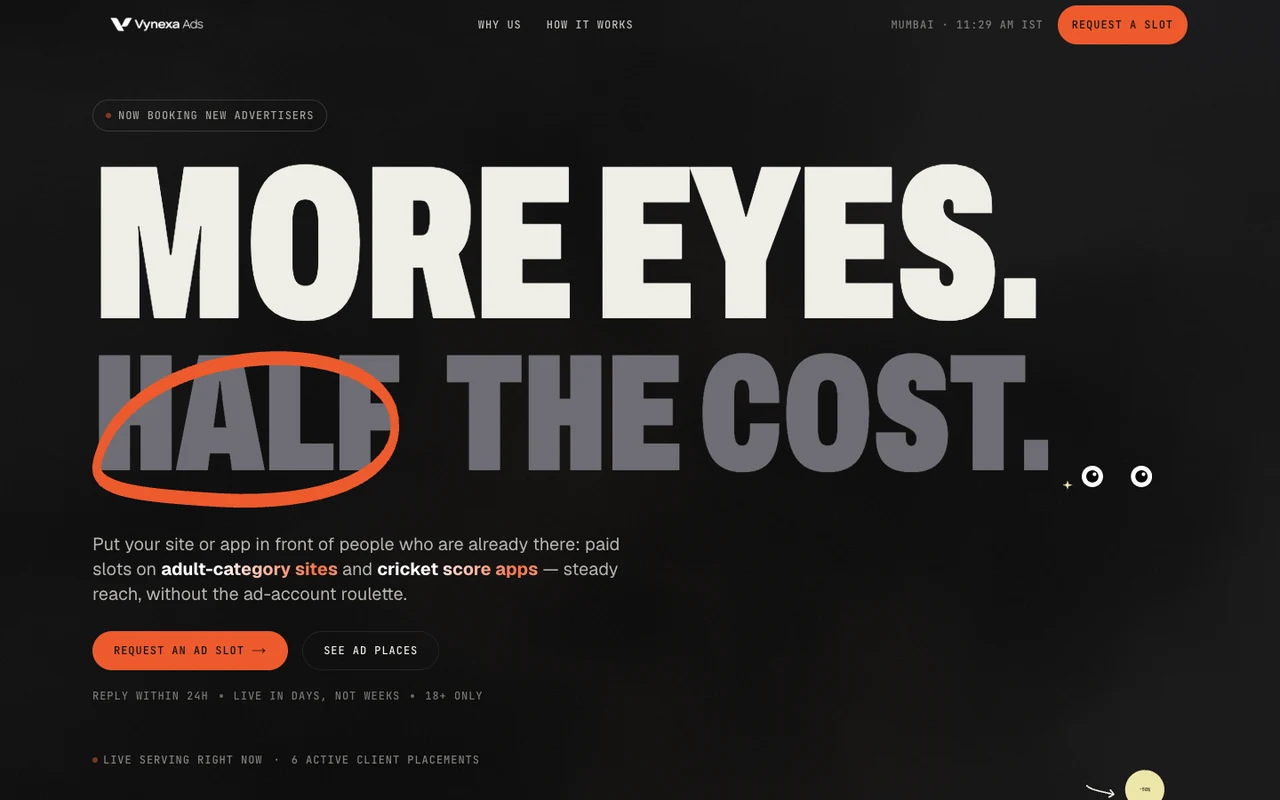 Vynexa Ads
WHY US
HOW IT WORKS
MUMBAI · 11:29 AM IST
REQUEST A SLOT
NOW BOOKING NEW ADVERTISERS
MORE EYES.
HALF THE COST.
Put your site or app in front of people who are already there: paid
slots on adult-category sites and cricket score apps — steady
reach, without the ad-account roulette.
REQUEST AN AD SLOT →
SEE AD PLACES
REPLY WITHIN 24H • LIVE IN DAYS, NOT WEEKS • 18+ ONLY
LIVE SERVING RIGHT NOW · 6 ACTIVE CLIENT PLACEMENTS